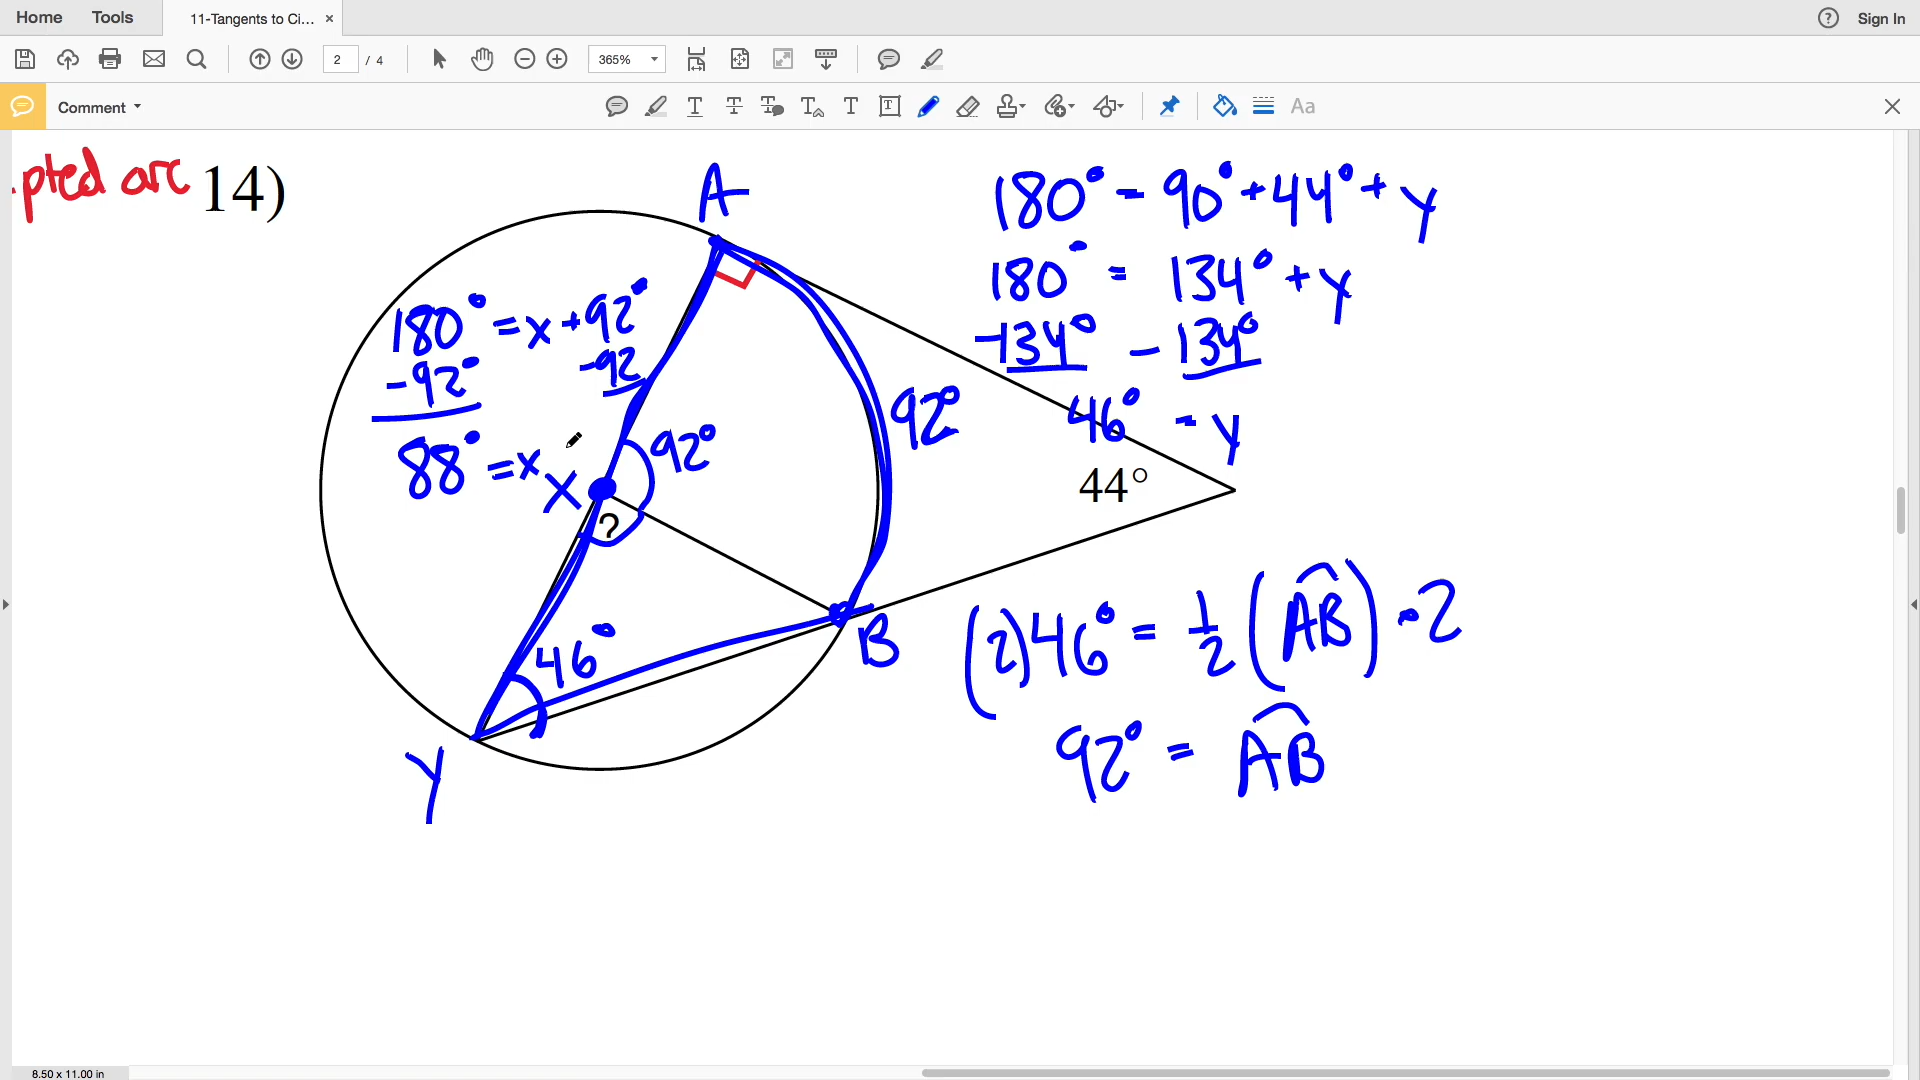 Home Tools 11-Tangents to Ci... × Sign In
2 / 4 365%
Comment Aa
pted arc 14)
A
180° = 90° + 44° + y
180° = 134° + y
-134° - 134°
46° = y
180° = x + 92°
-92° -92
88° = x
92°
92°
x
?
44°
46°
B
Y
(2)46° = 1/2 (AB) • 2
92° = AB
8.50 x 11.00 in